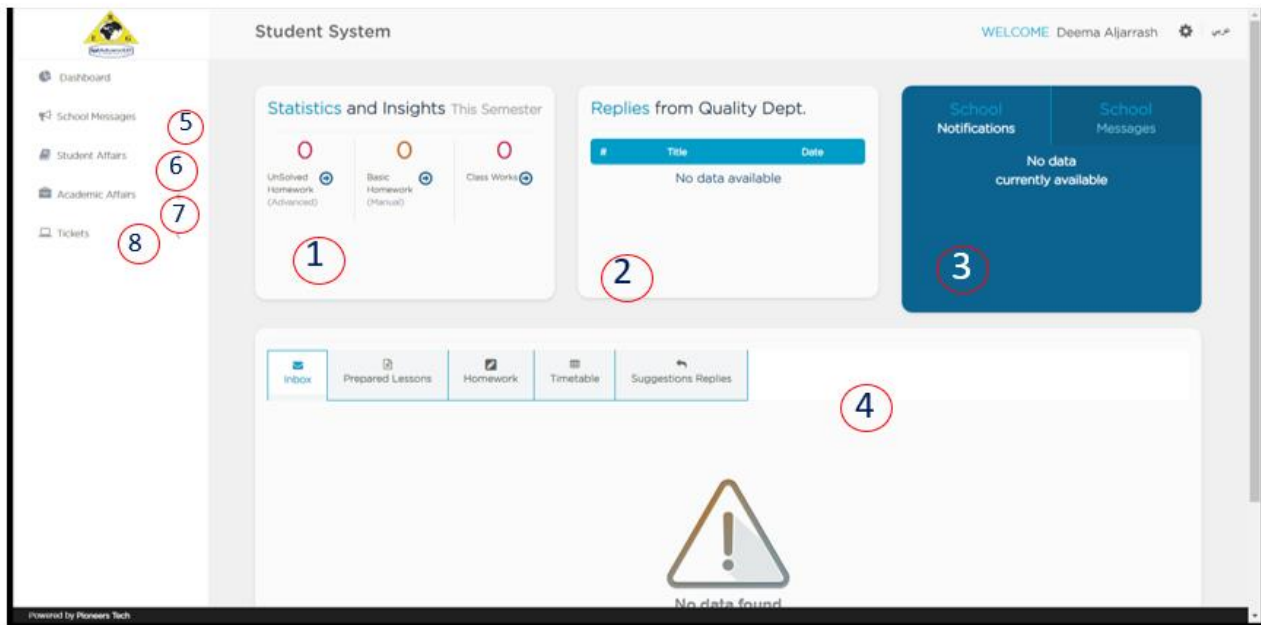 Student System
WELCOME Deema Aljarrash
عربي
Dashboard
School Messages
5
Student Affairs
6
Academic Affairs
7
Tickets
8
Statistics and Insights This Semester
0
UnSolved Homework (Advanced)
0
Basic Homework (Manual)
0
Class Works
1
Replies from Quality Dept.
# Title Date
No data available
2
School Notifications
School Messages
No data
currently available
3
Inbox
Prepared Lessons
Homework
Timetable
Suggestions Replies
4
No data found
Powered by Pioneers Tech